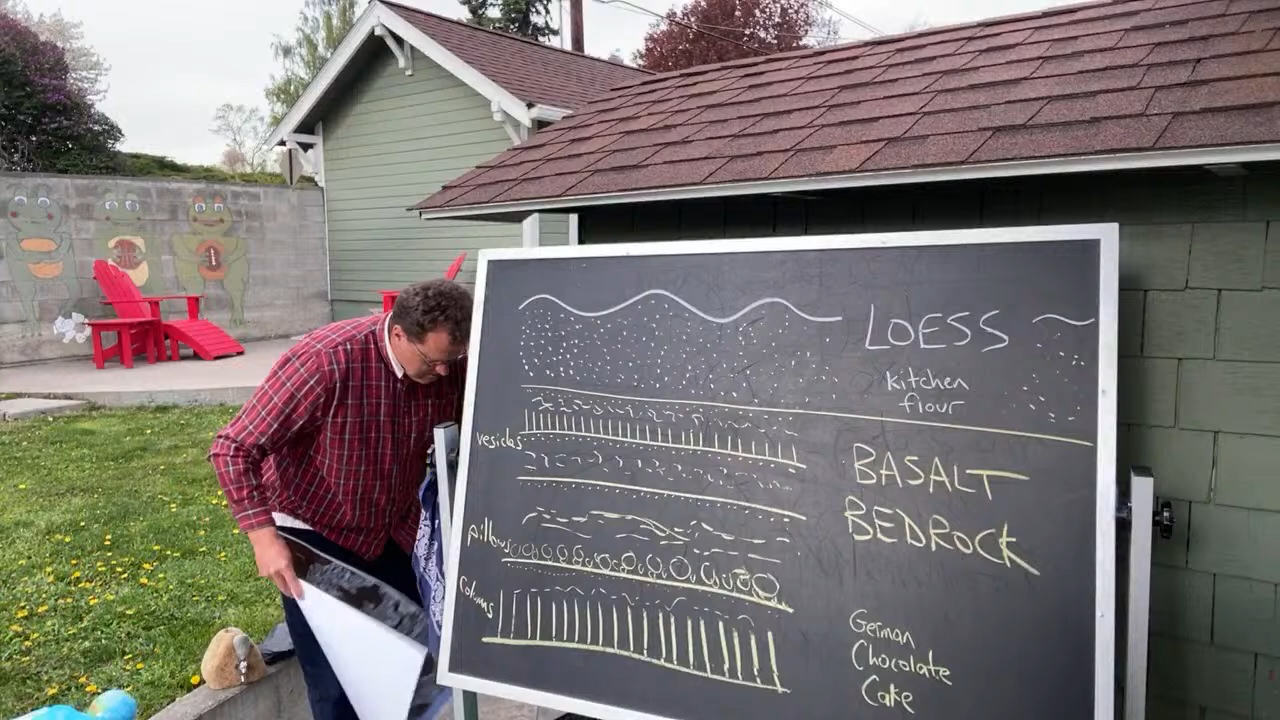 LOESS
kitchen
flour
vesicles
BASALT
BEDROCK
pillows
Columns
German
Chocolate
Cake